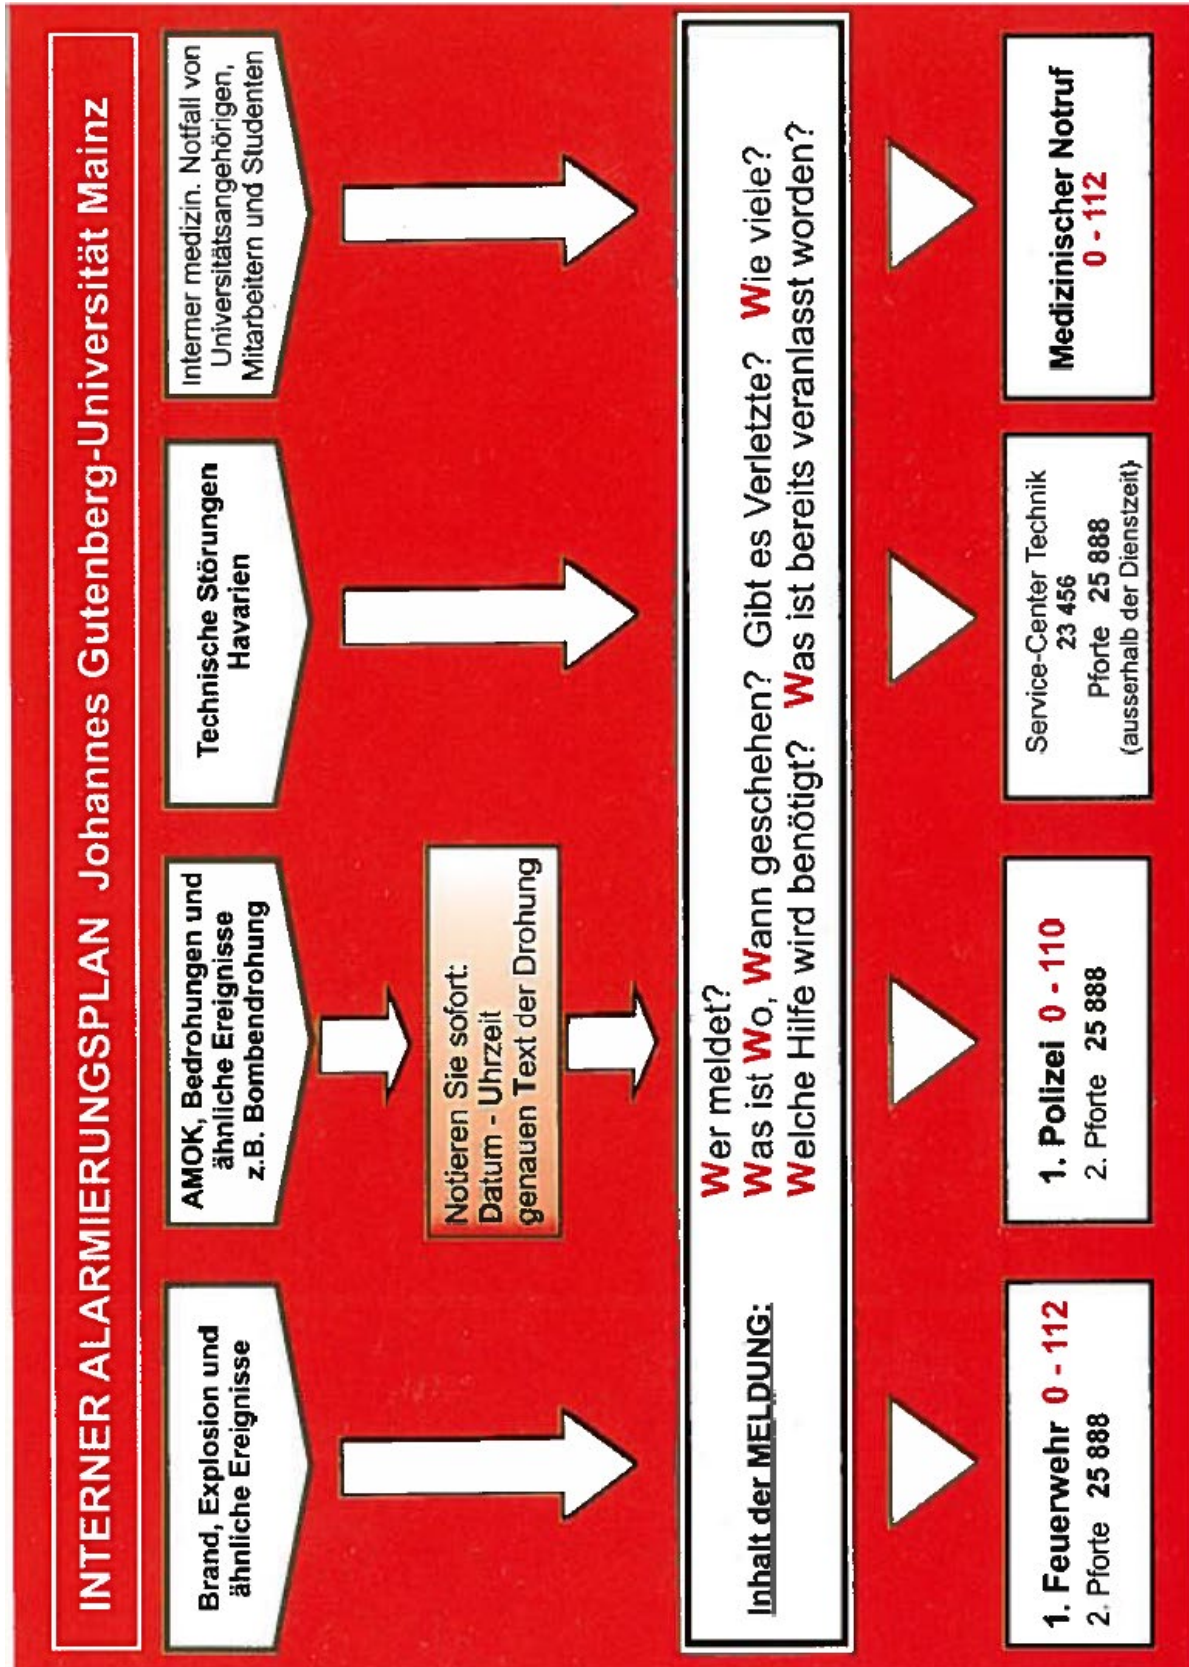 INTERNER ALARMIERUNGSPLAN Johannes Gutenberg-Universität Mainz
Brand, Explosion und
ähnliche Ereignisse
AMOK, Bedrohungen und
ähnliche Ereignisse
z.B. Bombendrohung
Technische Störungen
Havarien
Interner medizin. Notfall von
Universitätsangehörigen,
Mitarbeitern und Studenten
Notieren Sie sofort:
Datum - Uhrzeit
genauen Text der Drohung
Inhalt der MELDUNG:
Wer meldet?
Was ist Wo, Wann geschehen? Gibt es Verletzte? Wie viele?
Welche Hilfe wird benötigt? Was ist bereits veranlasst worden?
1. Feuerwehr 0 - 112
2. Pforte 25 888
1. Polizei 0 - 110
2. Pforte 25 888
Service-Center Technik
23 456
Pforte 25 888
(ausserhalb der Dienstzeit)
Medizinischer Notruf
0 - 112